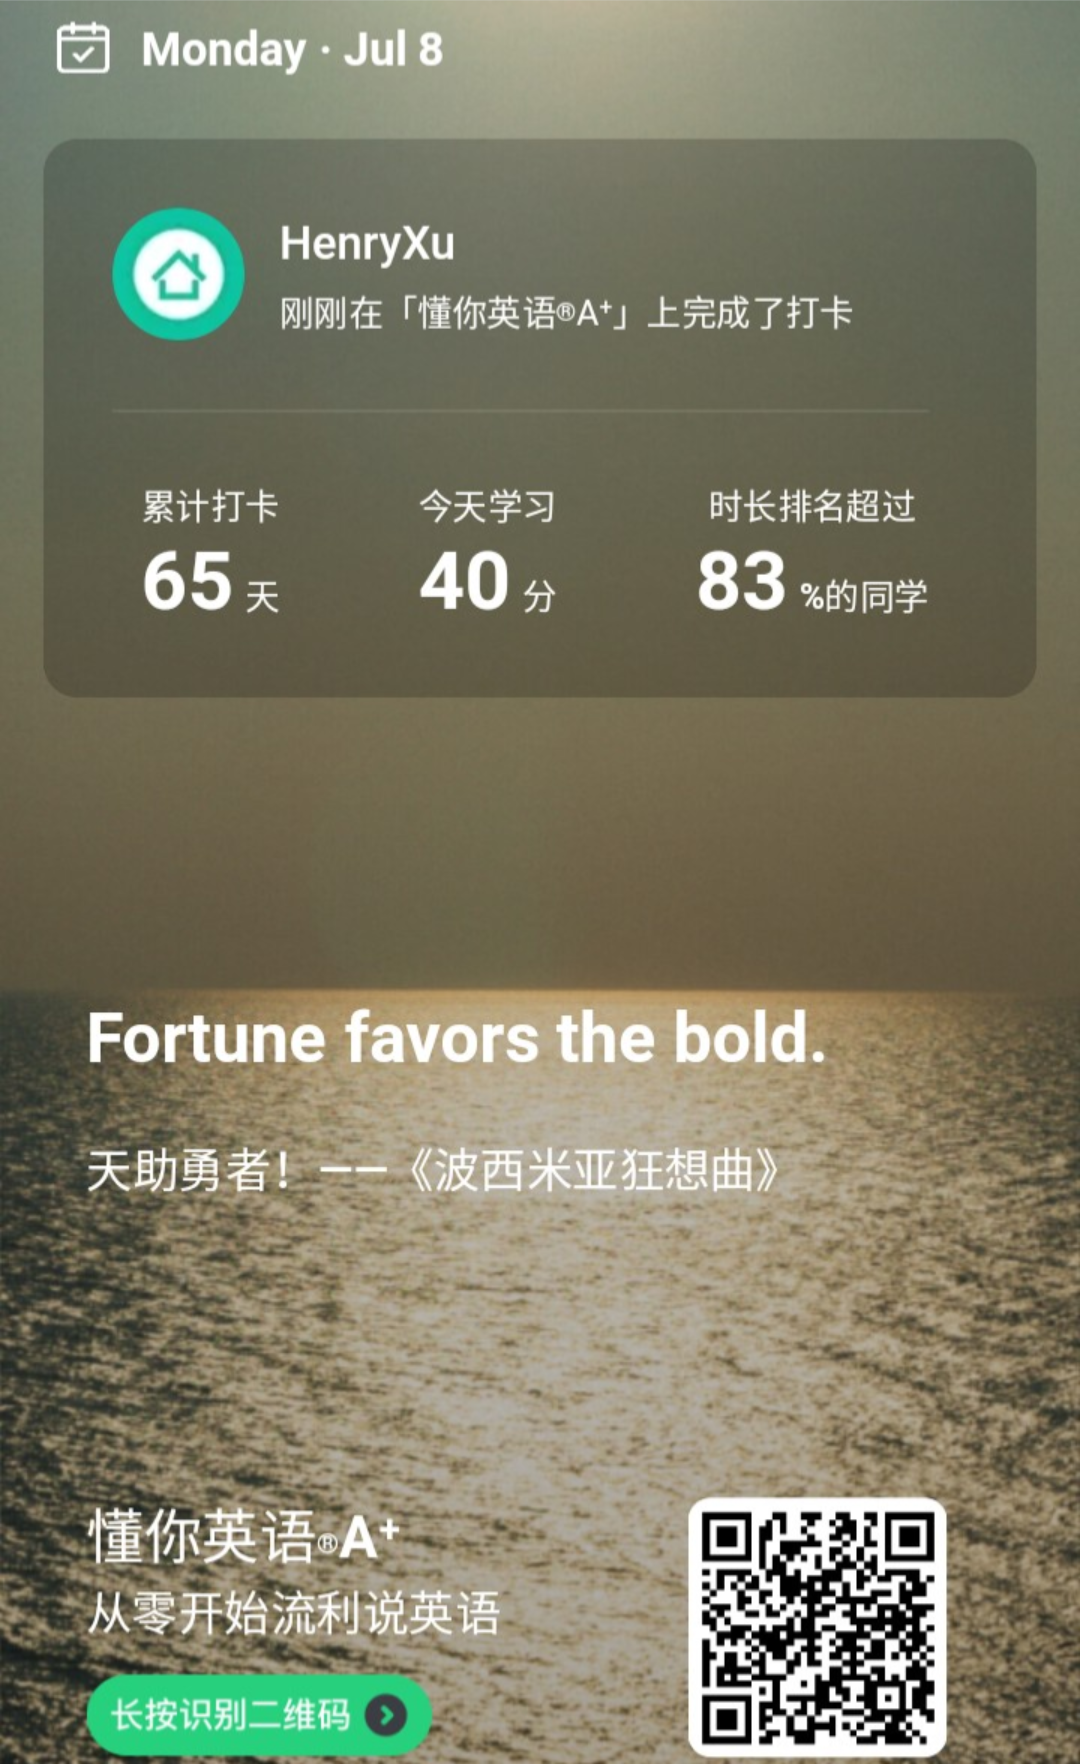 Monday · Jul 8
HenryXu
刚刚在「懂你英语®A⁺」上完成了打卡
累计打卡 今天学习 时长排名超过
65 天 40 分 83 %的同学
Fortune favors the bold.
天助勇者！——《波西米亚狂想曲》
懂你英语®A⁺
从零开始流利说英语
长按识别二维码